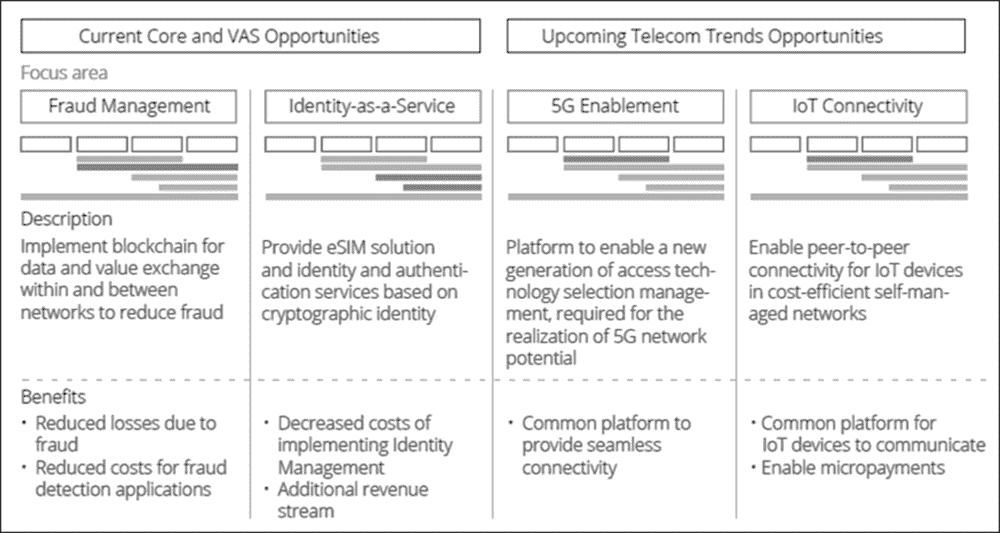 Current Core and VAS Opportunities
Upcoming Telecom Trends Opportunities
Focus area
Fraud Management
Identity-as-a-Service
5G Enablement
IoT Connectivity
Description
Implement blockchain for
data and value exchange
within and between
networks to reduce fraud
Provide eSIM solution
and identity and authenti-
cation services based on
cryptographic identity
Platform to enable a new
generation of access tech-
nology selection manage-
ment, required for the
realization of 5G network
potential
Enable peer-to-peer
connectivity for IoT devices
in cost-efficient self-man-
aged networks
Benefits
• Reduced losses due to
fraud
• Reduced costs for fraud
detection applications
• Decreased costs of
implementing Identity
Management
• Additional revenue
stream
• Common platform to
provide seamless
connectivity
• Common platform for
IoT devices to communicate
• Enable micropayments